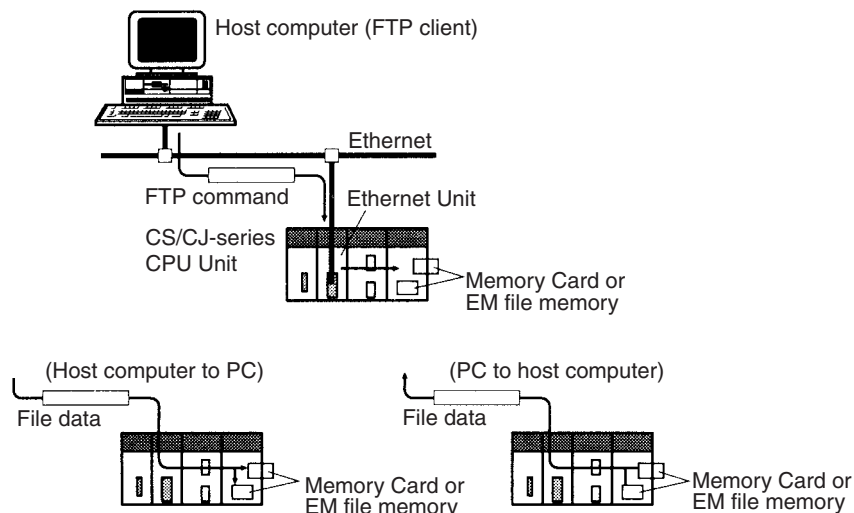 Host computer (FTP client)
Ethernet
FTP command
Ethernet Unit
CS/CJ-series
CPU Unit
Memory Card or
EM file memory
(Host computer to PC)
File data
Memory Card or
EM file memory
(PC to host computer)
File data
Memory Card or
EM file memory